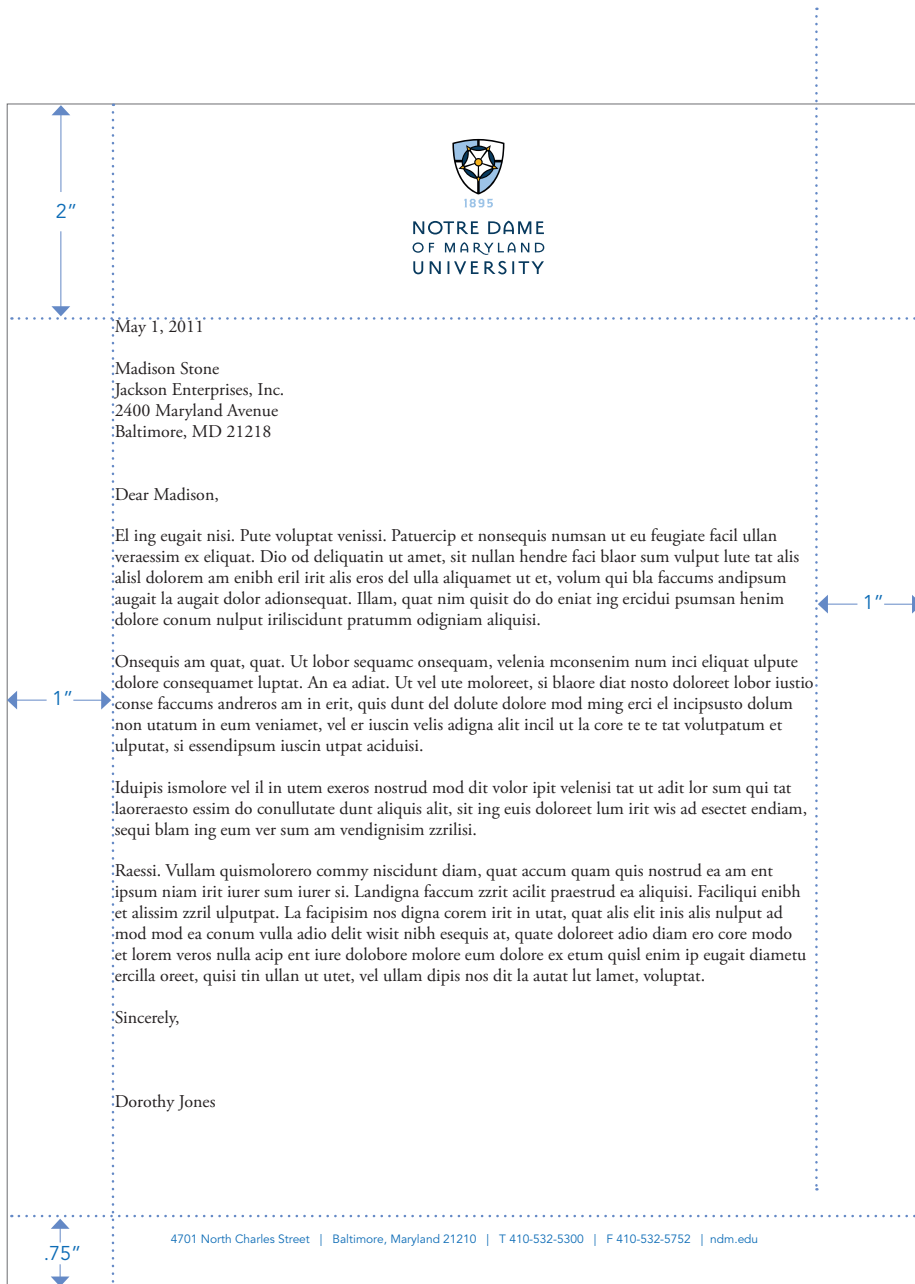 2”
1895
NOTRE DAME
OF MARYLAND
UNIVERSITY
May 1, 2011
Madison Stone
Jackson Enterprises, Inc.
2400 Maryland Avenue
Baltimore, MD 21218
Dear Madison,
El ing eugait nisi. Pute voluptat venissi. Patuercip et nonsequis numsan ut eu feugiate facil ullan
veraessim ex eliquat. Dio od deliquatin ut amet, sit nullan hendre faci blaor sum vulput lute tat alis
alisl dolorem am enibh eril irit alis eros del ulla aliquamet ut et, volum qui bla faccums andipsum
augait la augait dolor adionsequat. Illam, quat nim quisit do do eniat ing ercidui psumsan henim
dolore conum nulput iriliscidunt pratumm odigniam aliquisi.
1”
Onsequis am quat, quat. Ut lobor sequamc onsequam, velenia mconsenim num inci eliquat ulpute
dolore consequamet luptat. An ea adiat. Ut vel ute moloreet, si blaore diat nosto doloreet lobor iustio
conse faccums andreros am in erit, quis dunt del dolute dolore mod ming erci el incipsusto dolum
non utatum in eum veniamet, vel er iuscin velis adigna alit incil ut la core te te tat volutpatum et
ulputat, si essendipsum iuscin utpat aciduisi.
1”
Iduipis ismolore vel il in utem exeros nostrud mod dit volor ipit velenisi tat ut adit lor sum qui tat
laoreraesto essim do conullutate dunt aliquis alit, sit ing euis doloreet lum irit wis ad esectet endiam,
sequi blam ing eum ver sum am vendignisim zzrilisi.
Raessi. Vullam quismolorero commy niscidunt diam, quat accum quam quis nostrud ea am ent
ipsum niam irit iurer sum iurer si. Landigna faccum zzrit acilit praestrud ea aliquisi. Faciliqui enibh
et alissim zzril ulputpat. La facipisim nos digna corem irit in utat, quat alis elit inis alis nulput ad
mod mod ea conum vulla adio delit wisit nibh esequis at, quate doloreet adio diam ero core modo
et lorem veros nulla acip ent iure dolobore molore eum dolore ex etum quisl enim ip eugait diametu
ercilla oreet, quisi tin ullan ut utet, vel ullam dipis nos dit la autat lut lamet, voluptat.
Sincerely,
Dorothy Jones
.75”
4701 North Charles Street | Baltimore, Maryland 21210 | T 410-532-5300 | F 410-532-5752 | ndm.edu